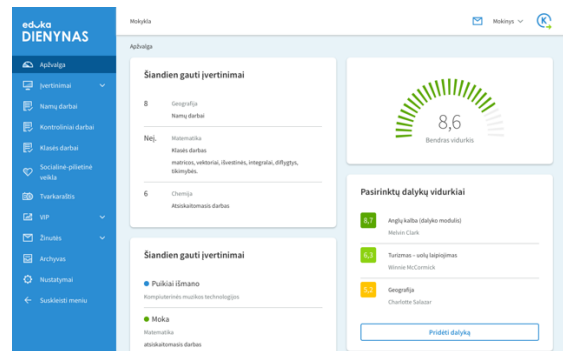 eduka
DIENYNAS
Apžvalga
Įvertinimai
Namų darbai
Kontroliniai darbai
Klasės darbai
Socialinė-pilietinė
veikla
Tvarkaraštis
VIP
Žinutės
Archyvas
Nustatymai
Suskleisti meniu
Mokykla
Mokinys
K
Apžvalga
Šiandien gauti įvertinimai
8
Geografija
Namų darbai
Neį.
Matematika
Klasės darbas
matricos, vektoriai, išvestinės, integralai, diflygtys,
tikimybės.
6
Chemija
Atsiskaitomasis darbas
Šiandien gauti įvertinimai
Puikiai išmano
Kompiuterinės muzikos technologijos
Moka
Matematika
atsiskaitomasis darbas
8,6
Bendras vidurkis
Pasirinktų dalykų vidurkiai
8,7
Anglų kalba (dalyko modulis)
Melvin Clark
6,3
Turizmas – uolų laipiojimas
Winnie McCormick
5,2
Geografija
Charlotte Salazar
Pridėti dalyką